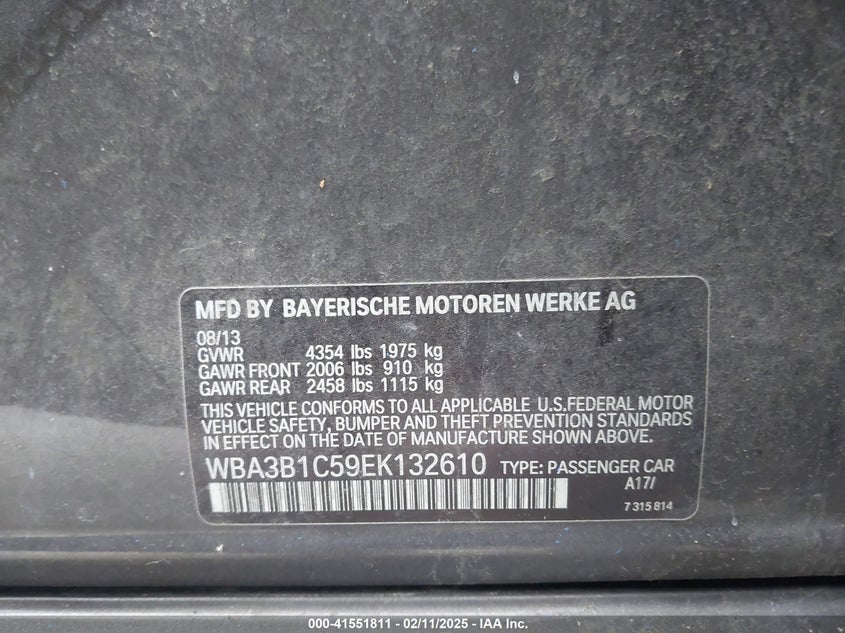 MFD BY BAYERISCHE MOTOREN WERKE AG
08/13
GVWR 4354 lbs 1975 kg
GAWR FRONT 2006 lbs 910 kg
GAWR REAR 2458 lbs 1115 kg
THIS VEHICLE CONFORMS TO ALL APPLICABLE U.S.FEDERAL MOTOR
VEHICLE SAFETY, BUMPER AND THEFT PREVENTION STANDARDS
IN EFFECT ON THE DATE OF MANUFACTURE SHOWN ABOVE.
WBA3B1C59EK132610 TYPE: PASSENGER CAR
A17/
7 315 814
000-41551811 - 02/11/2025 - IAA Inc.